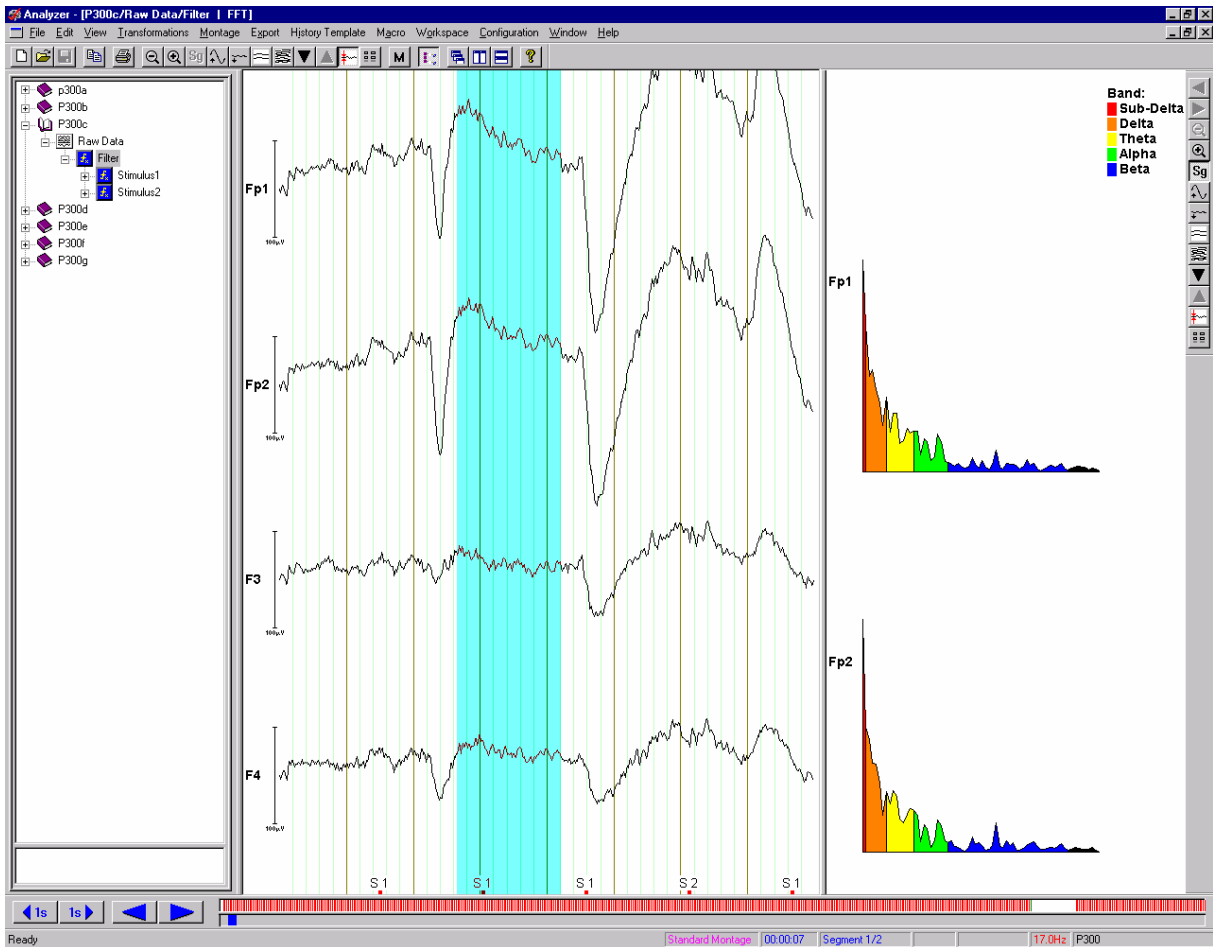 Analyzer - [P300c/Raw Data/Filter | FFT]
File Edit View Transformations Montage Export History Template Macro Workspace Configuration Window Help
Sg M
p300a
P300b
P300c
Raw Data
Filter
Stimulus1
Stimulus2
P300d
P300e
P300f
P300g
Fp1
100µV
Fp2
100µV
F3
100µV
F4
100µV
S 1 S 1 S 1 S 2 S 1
Band:
Sub-Delta
Delta
Theta
Alpha
Beta
Fp1
Fp2
Sg
1s 1s
Ready Standard Montage 00:00:07 Segment 1/2 17.0Hz P300